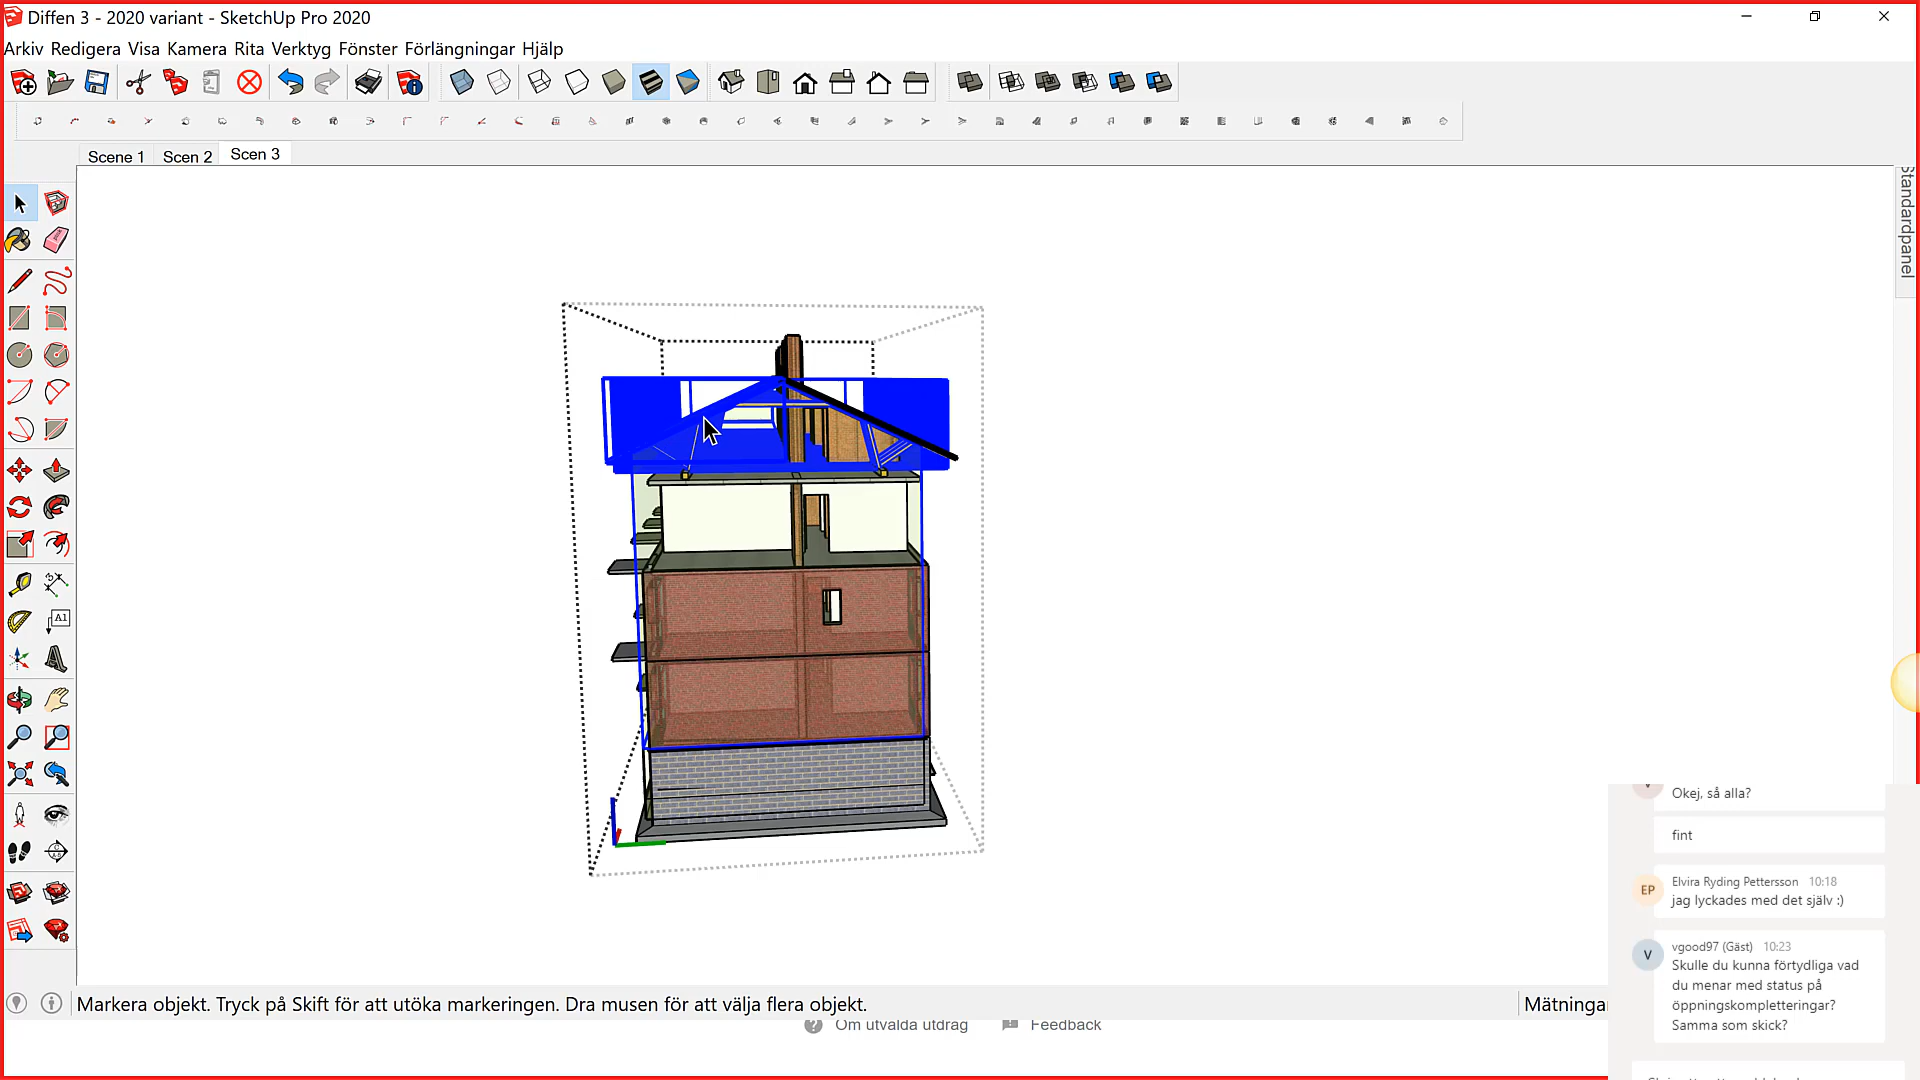 Diffen 3 - 2020 variant - SketchUp Pro 2020
Arkiv Redigera Visa Kamera Rita Verktyg Fönster Förlängningar Hjälp
Scene 1 Scen 2 Scen 3
Standardpanel
A1
Okej, så alla?
fint
EP Elvira Ryding Pettersson 10:18
jag lyckades med det själv :)
V vgood97 (Gäst) 10:23
Skulle du kunna förtydliga vad
du menar med status på
öppningskompletteringar?
Samma som skick?
Markera objekt. Tryck på Skift för att utöka markeringen. Dra musen för att välja flera objekt.
Mätningar
Om utvalda utdrag Feedback